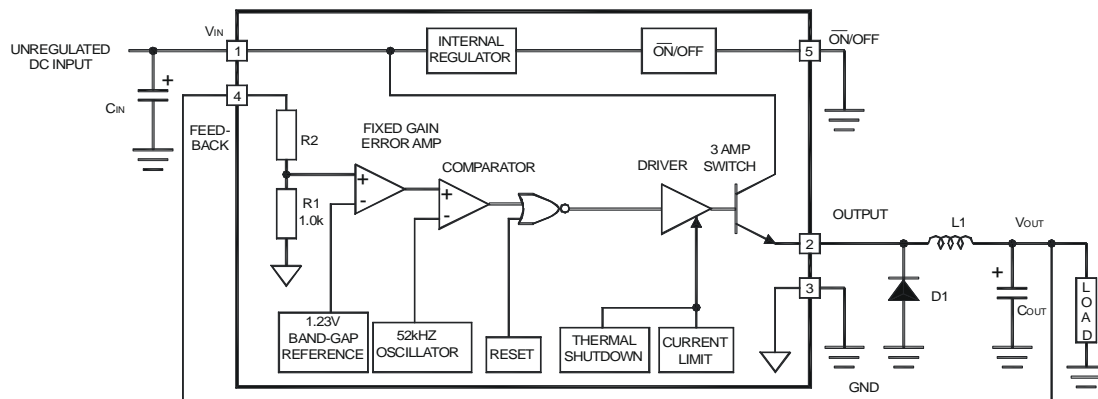 VIN
UNREGULATED
DC INPUT
1
INTERNAL
REGULATOR
ON/OFF
5
ON/OFF
+
CIN
4
FEED-
BACK
R2
FIXED GAIN
ERROR AMP
COMPARATOR
DRIVER
3 AMP
SWITCH
+
-
+
-
R1
1.0k
OUTPUT
L1
VOUT
2
+
D1
COUT
LOAD
3
1.23V
BAND-GAP
REFERENCE
52kHZ
OSCILLATOR
RESET
THERMAL
SHUTDOWN
CURRENT
LIMIT
GND